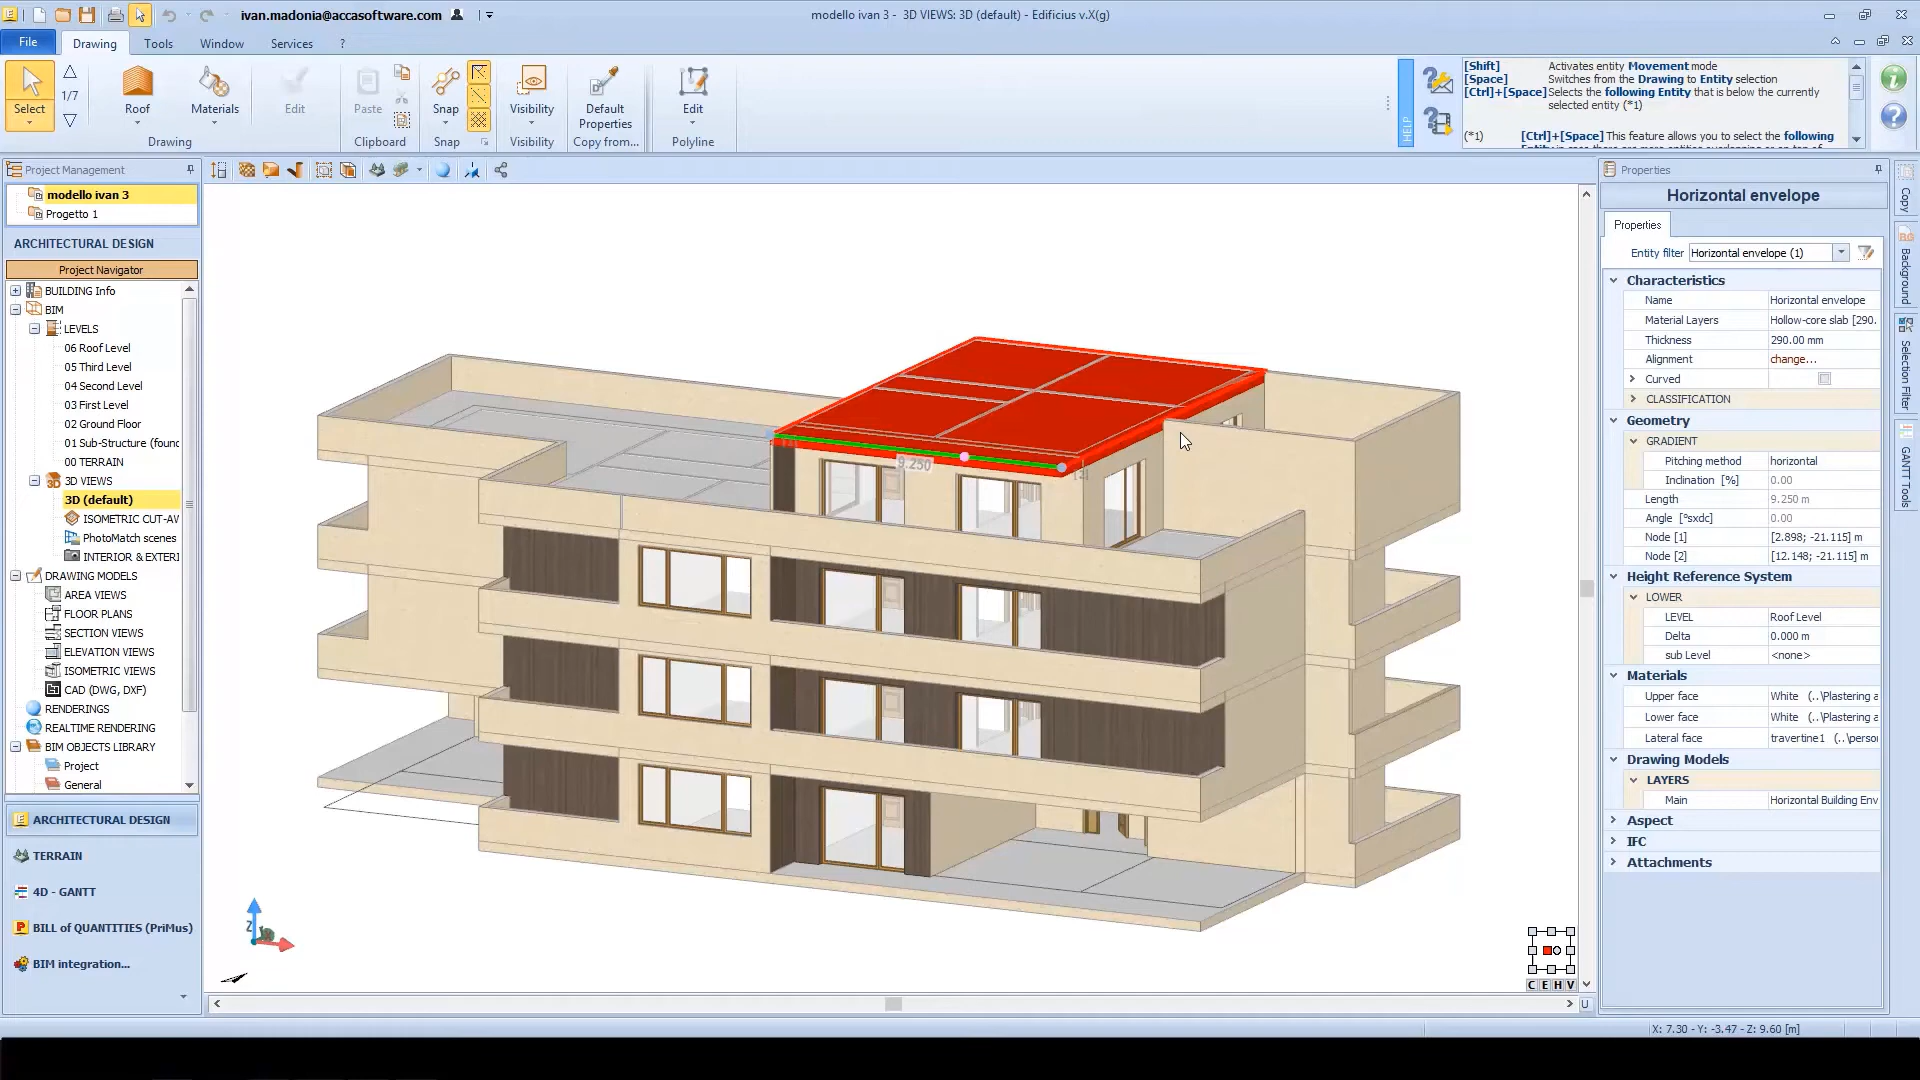 ivan.madonia@accasoftware.com
modello ivan 3 - 3D VIEWS: 3D (default) - Edificius v.X(g)
File
Drawing
Tools
Window
Services
?
Select
1/7
Roof
Materials
Edit
Drawing
Paste
Clipboard
Snap
Snap
Visibility
Visibility
Default
Properties
Copy from...
Edit
Polyline
HELP
[Shift] Activates entity Movement mode
[Space] Switches from the Drawing to Entity selection
[Ctrl]+[Space] Selects the following Entity that is below the currently
selected entity (*1)
(*1) [Ctrl]+[Space] This feature allows you to select the following
Project Management
modello ivan 3
Progetto 1
ARCHITECTURAL DESIGN
Project Navigator
BUILDING Info
BIM
LEVELS
06 Roof Level
05 Third Level
04 Second Level
03 First Level
02 Ground Floor
01 Sub-Structure (founc
00 TERRAIN
3D VIEWS
3D (default)
ISOMETRIC CUT-AW
PhotoMatch scenes
INTERIOR & EXTERI
DRAWING MODELS
AREA VIEWS
FLOOR PLANS
SECTION VIEWS
ELEVATION VIEWS
ISOMETRIC VIEWS
CAD (DWG, DXF)
RENDERINGS
REALTIME RENDERING
BIM OBJECTS LIBRARY
Project
General
ARCHITECTURAL DESIGN
TERRAIN
4D - GANTT
BILL of QUANTITIES (PriMus)
BIM integration...
9.250
Z
C E H V
U
Properties
Horizontal envelope
Properties
Entity filter Horizontal envelope (1)
Characteristics
Name Horizontal envelope
Material Layers Hollow-core slab [290.
Thickness 290.00 mm
Alignment change...
Curved
CLASSIFICATION
Geometry
GRADIENT
Pitching method horizontal
Inclination [%] 0.00
Length 9.250 m
Angle [°sxdc] 0.00
Node [1] [2.898; -21.115] m
Node [2] [12.148; -21.115] m
Height Reference System
LOWER
LEVEL Roof Level
Delta 0.000 m
sub Level <none>
Materials
Upper face White (..\Plastering a
Lower face White (..\Plastering a
Lateral face travertine1 (..\persor
Drawing Models
LAYERS
Main Horizontal Building Env
Aspect
IFC
Attachments
Copy
Background
Selection Filter
GANTT Tools
X: 7.30 - Y: -3.47 - Z: 9.60 [m]